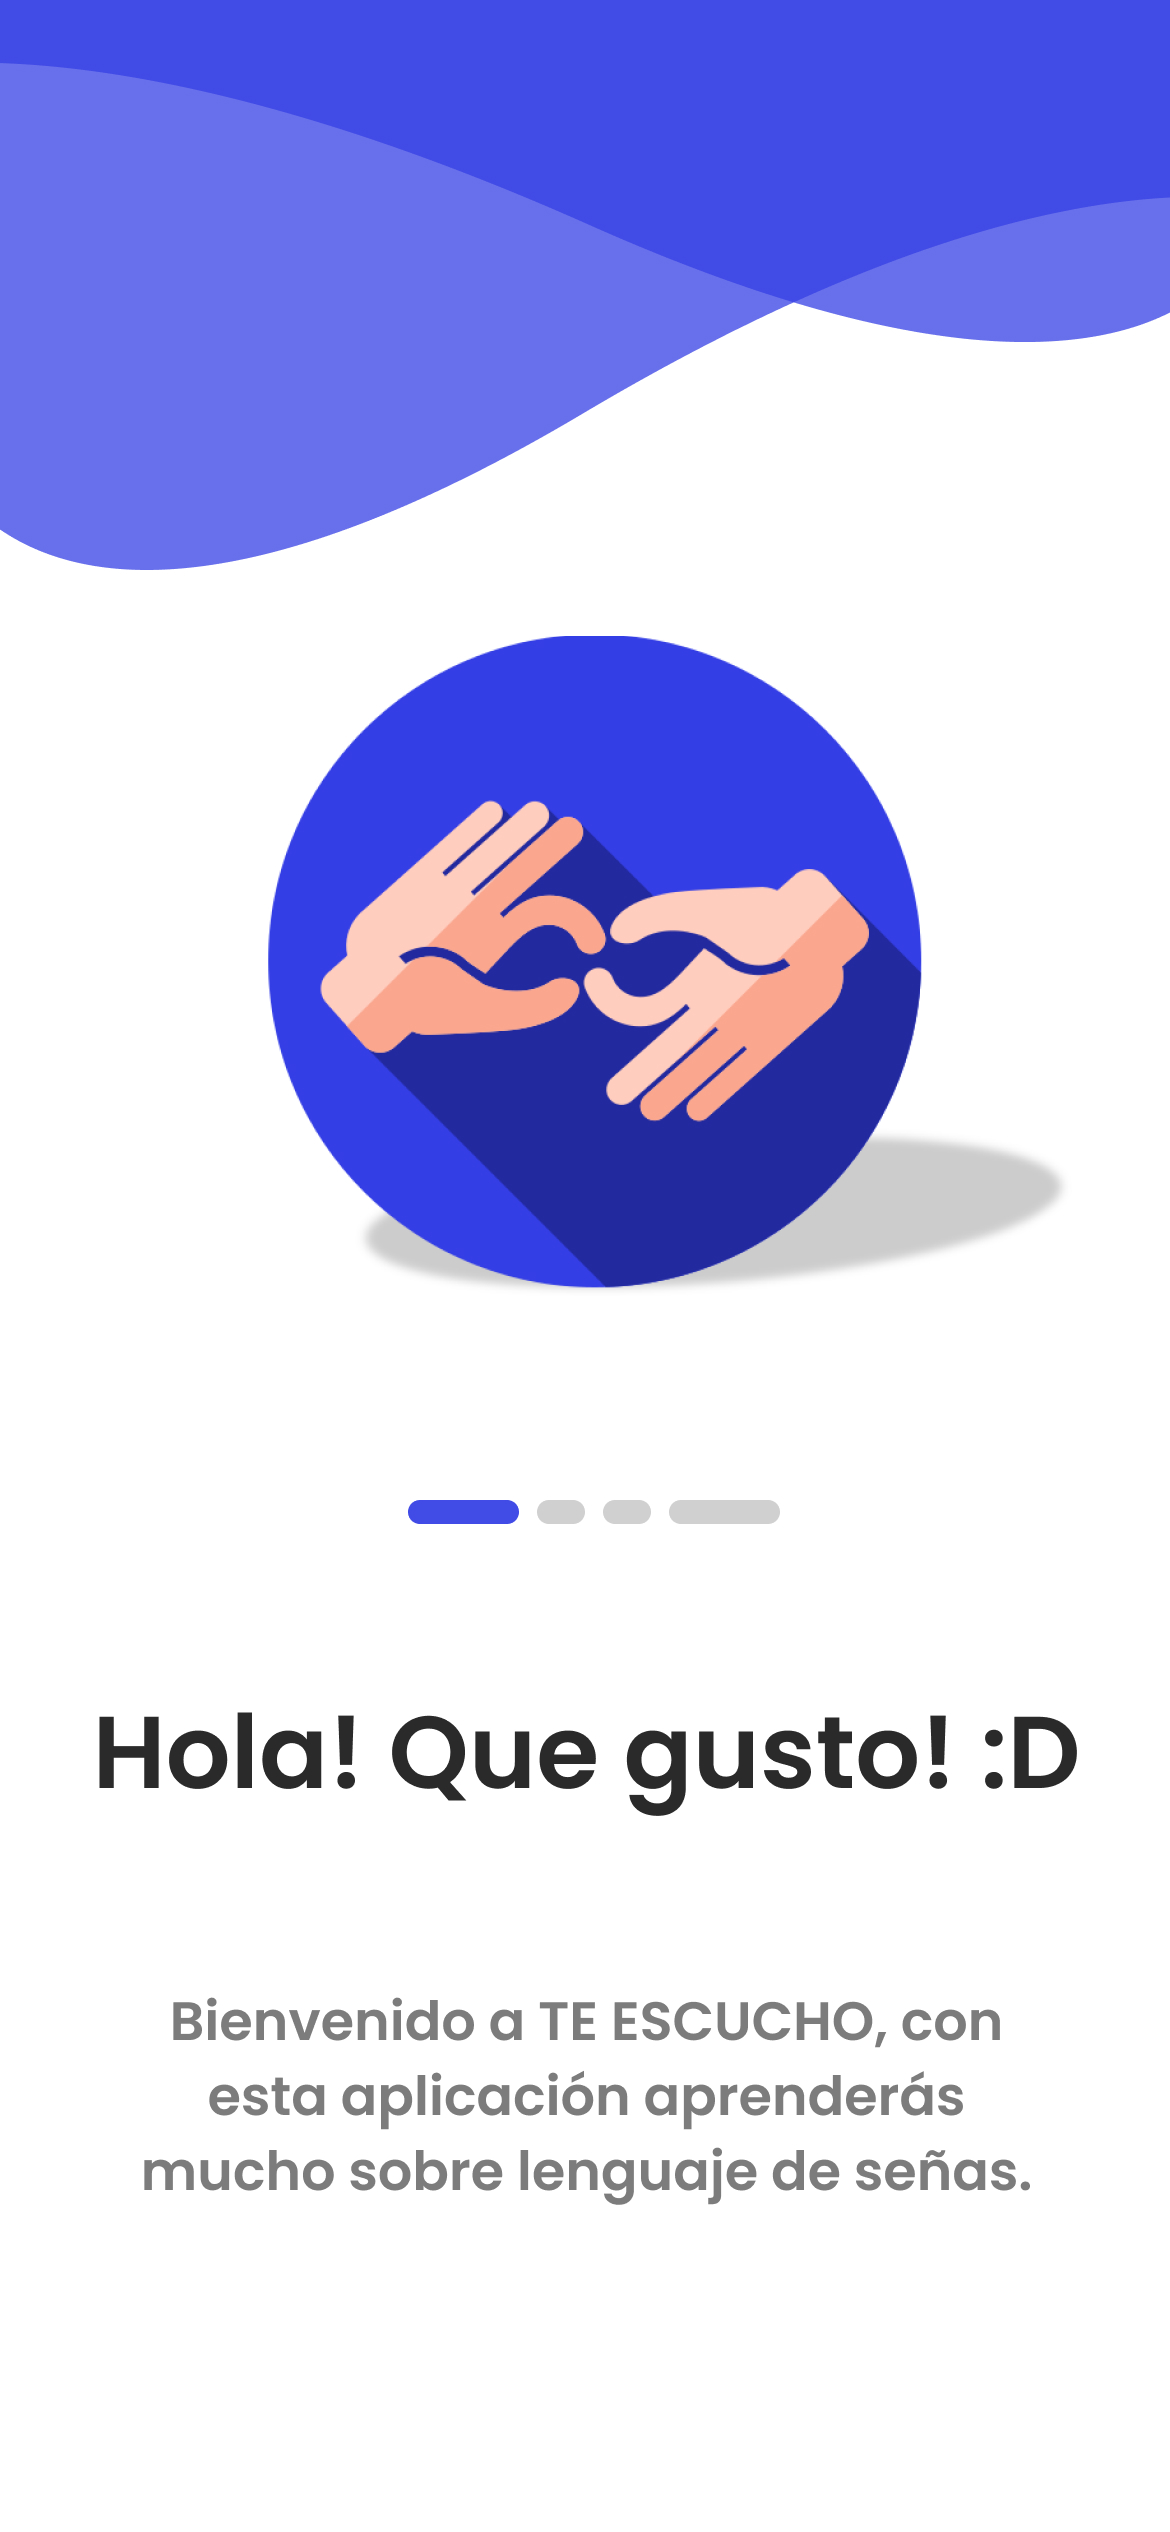 Hola! Que gusto! :D
Bienvenido a TE ESCUCHO, con
esta aplicación aprenderás
mucho sobre lenguaje de señas.